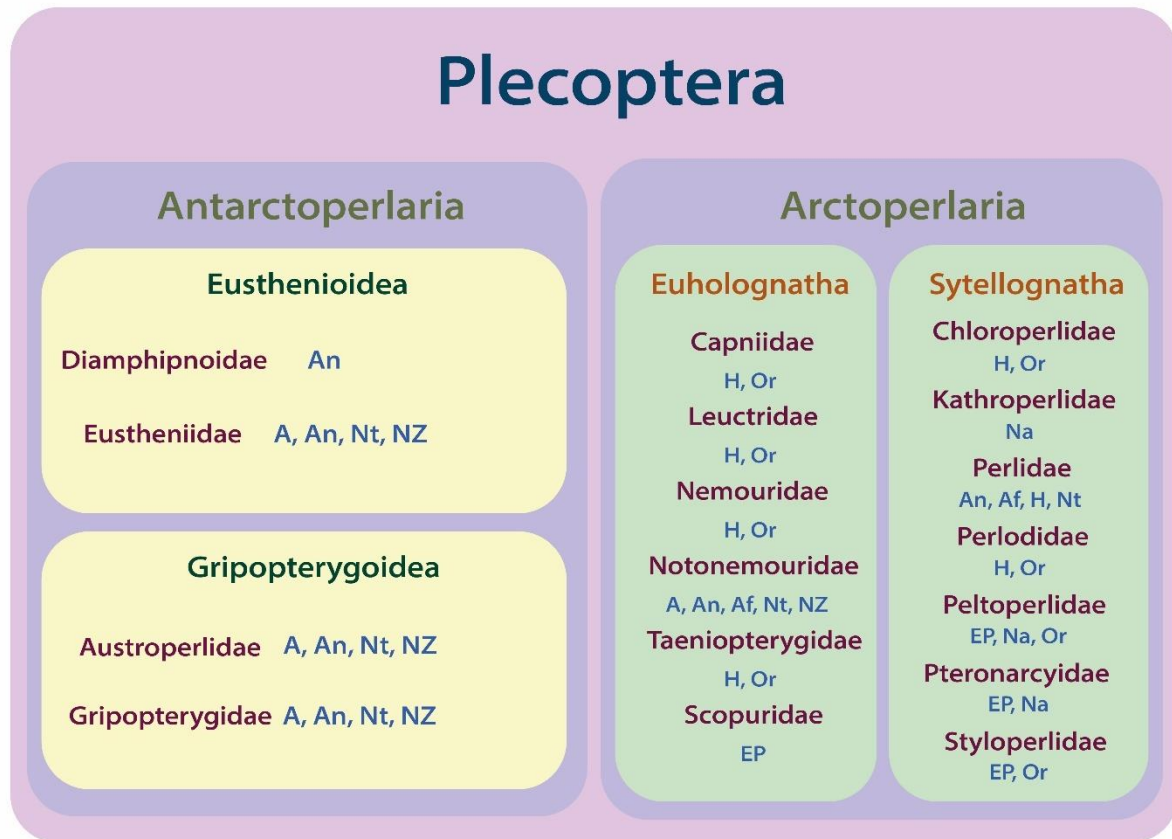 Plecoptera
Antarctoperlaria
Eusthenioidea
Diamphipnoidae An
Eustheniidae A, An, Nt, NZ
Gripopterygoidea
Austroperlidae A, An, Nt, NZ
Gripopterygidae A, An, Nt, NZ
Arctoperlaria
Euholognatha
Capniidae
H, Or
Leuctridae
H, Or
Nemouridae
H, Or
Notonemouridae
A, An, Af, Nt, NZ
Taeniopterygidae
H, Or
Scopuridae
EP
Sytellognatha
Chloroperlidae
H, Or
Kathroperlidae
Na
Perlidae
An, Af, H, Nt
Perlodidae
H, Or
Peltoperlidae
EP, Na, Or
Pteronarcyidae
EP, Na
Styloperlidae
EP, Or